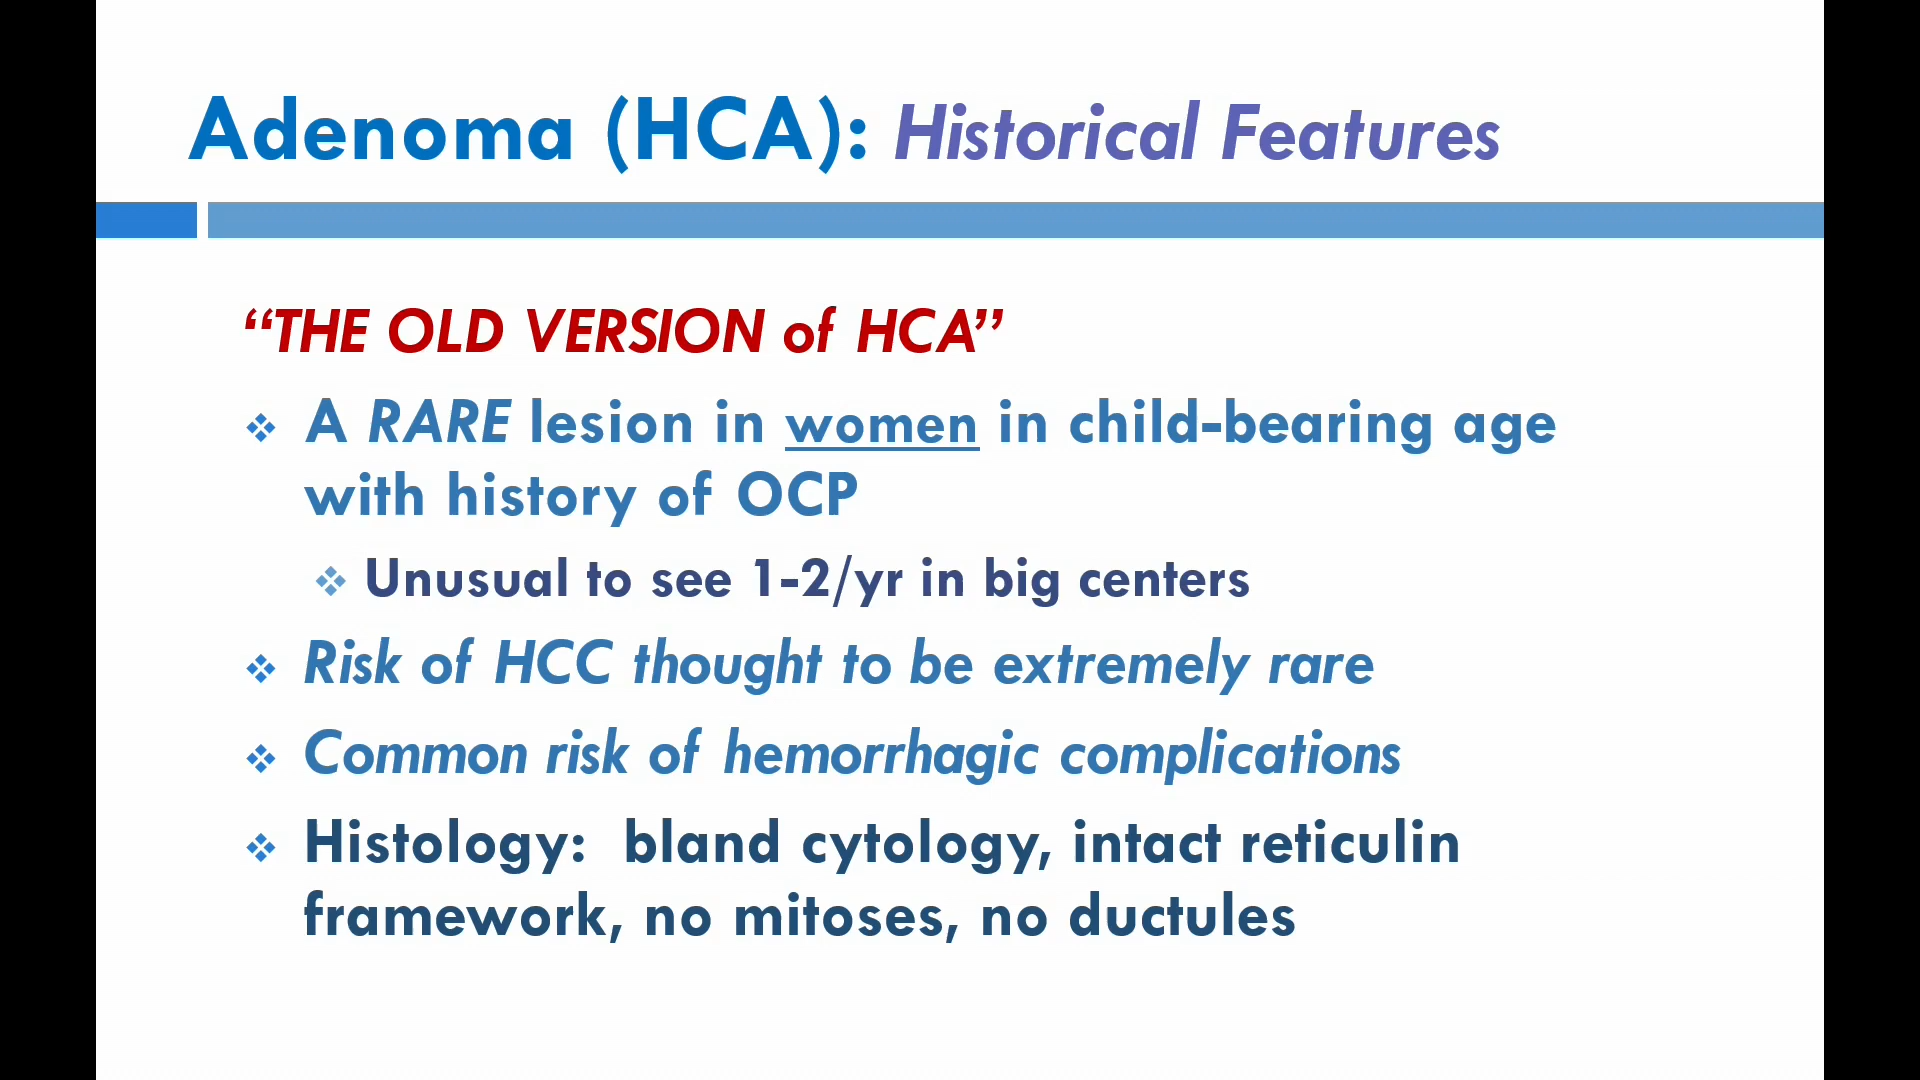 Adenoma (HCA): Historical Features
“THE OLD VERSION of HCA”
A RARE lesion in women in child-bearing age
with history of OCP
Unusual to see 1-2/yr in big centers
Risk of HCC thought to be extremely rare
Common risk of hemorrhagic complications
Histology:  bland cytology, intact reticulin
framework, no mitoses, no ductules